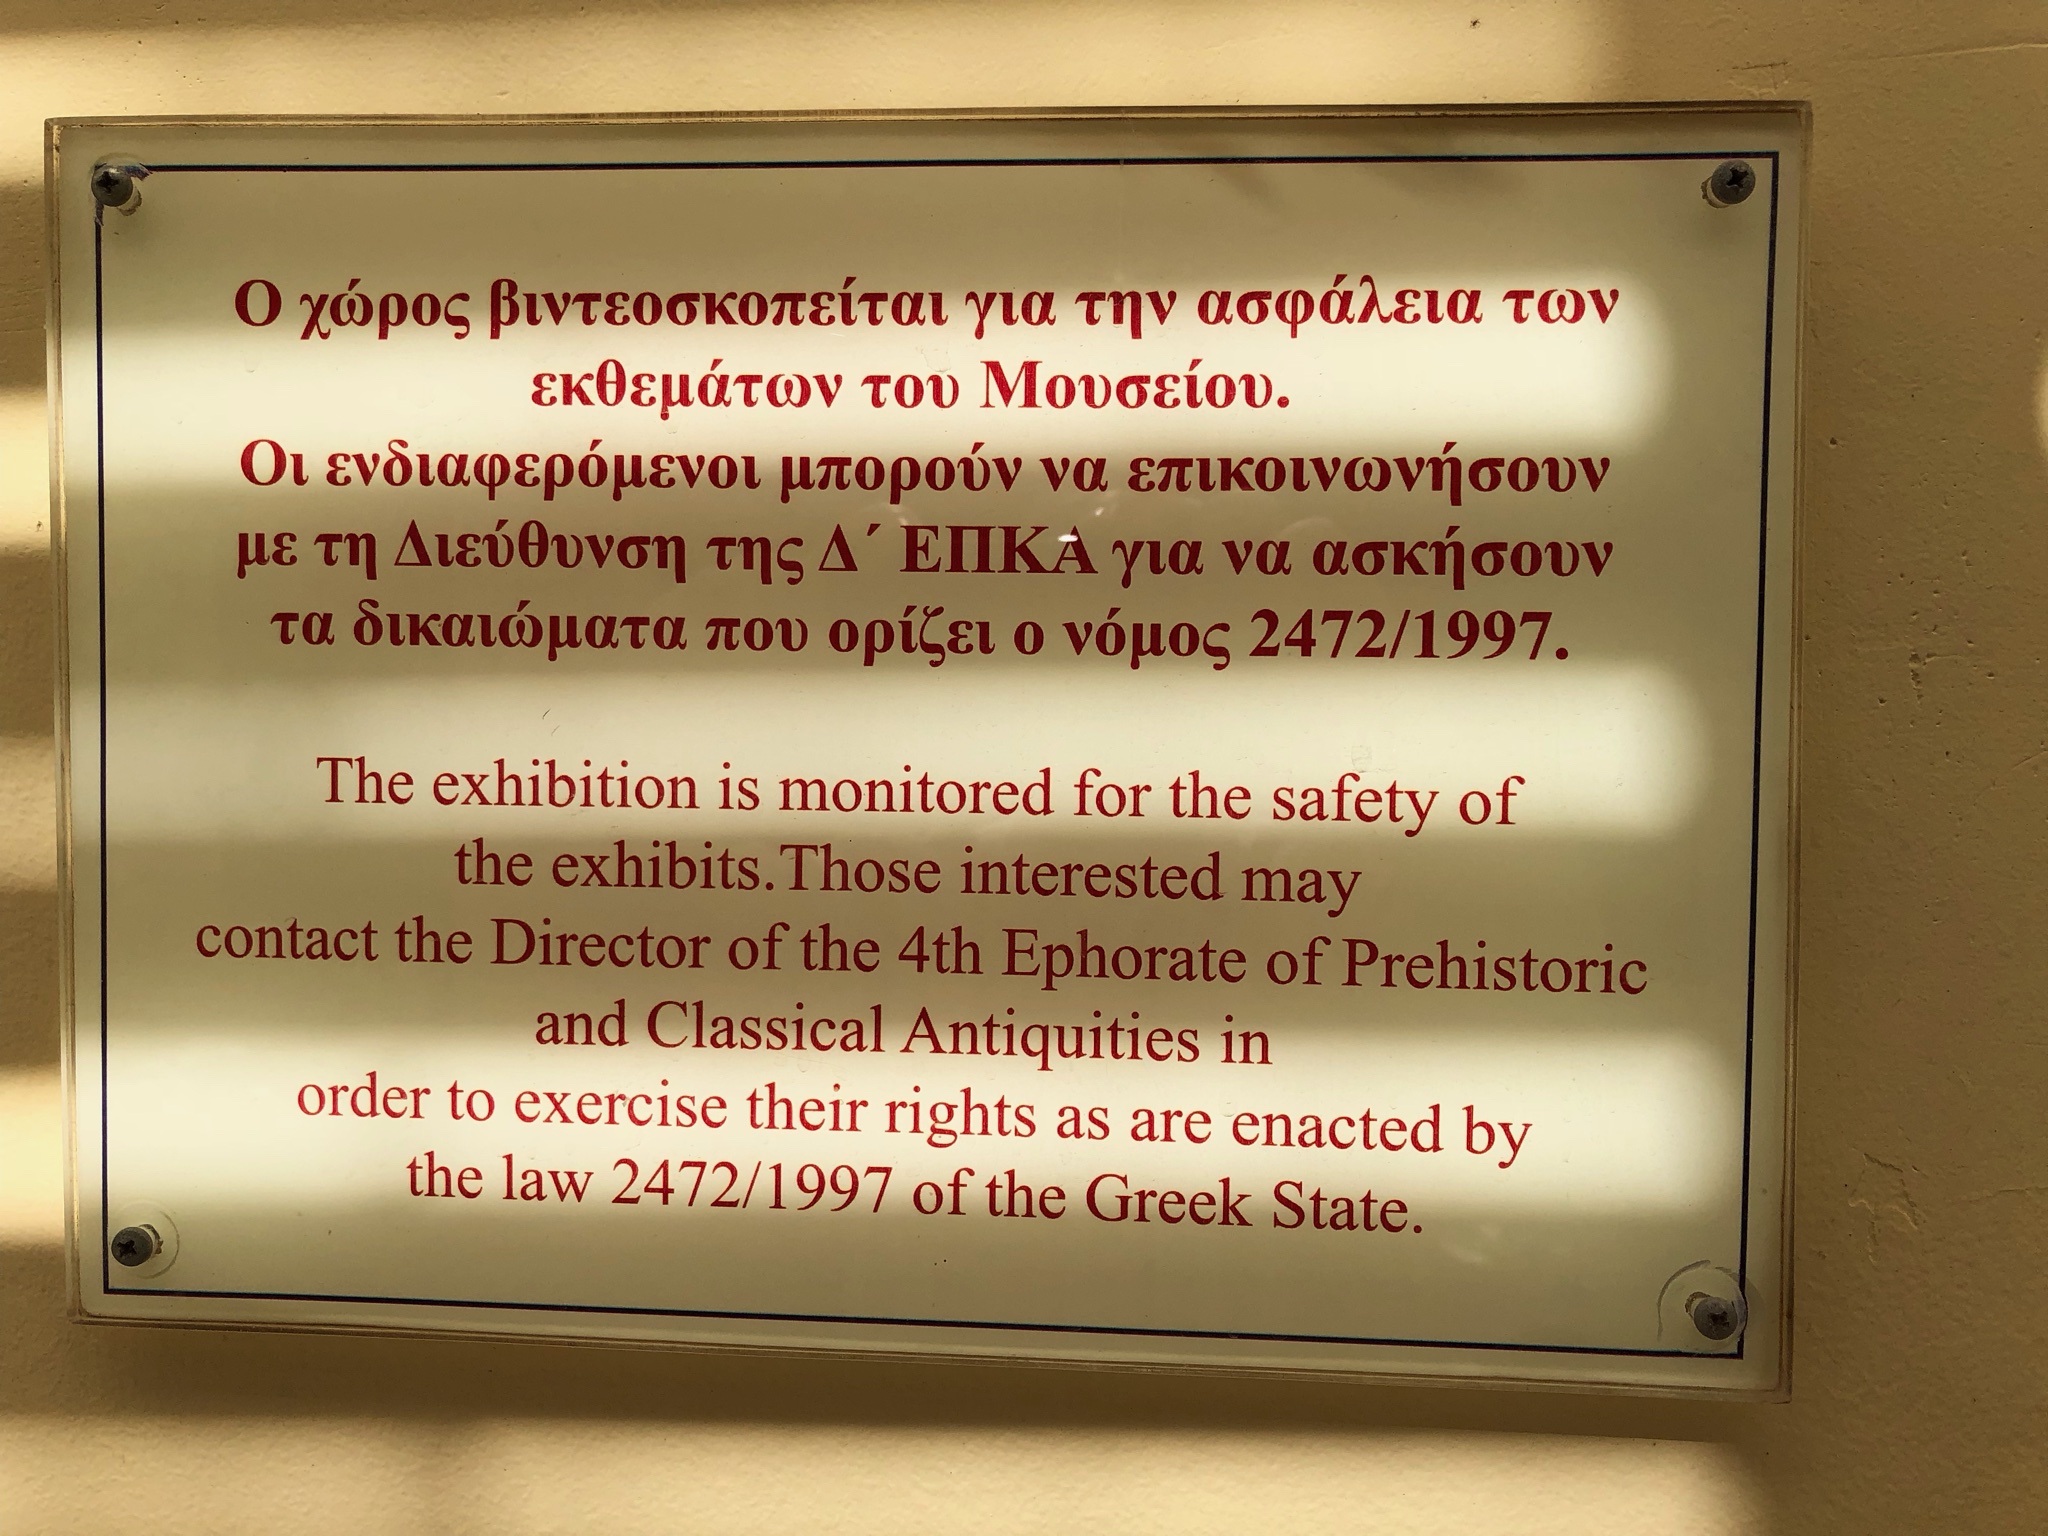 Ο χώρος βιντεοσκοπείται για την ασφάλεια των
εκθεμάτων του Μουσείου.
Οι ενδιαφερόμενοι μπορούν να επικοινωνήσουν
με τη Διεύθυνση της Δ΄ ΕΠΚΑ για να ασκήσουν
τα δικαιώματα που ορίζει ο νόμος 2472/1997.
The exhibition is monitored for the safety of
the exhibits.Those interested may
contact the Director of the 4th Ephorate of Prehistoric
and Classical Antiquities in
order to exercise their rights as are enacted by
the law 2472/1997 of the Greek State.